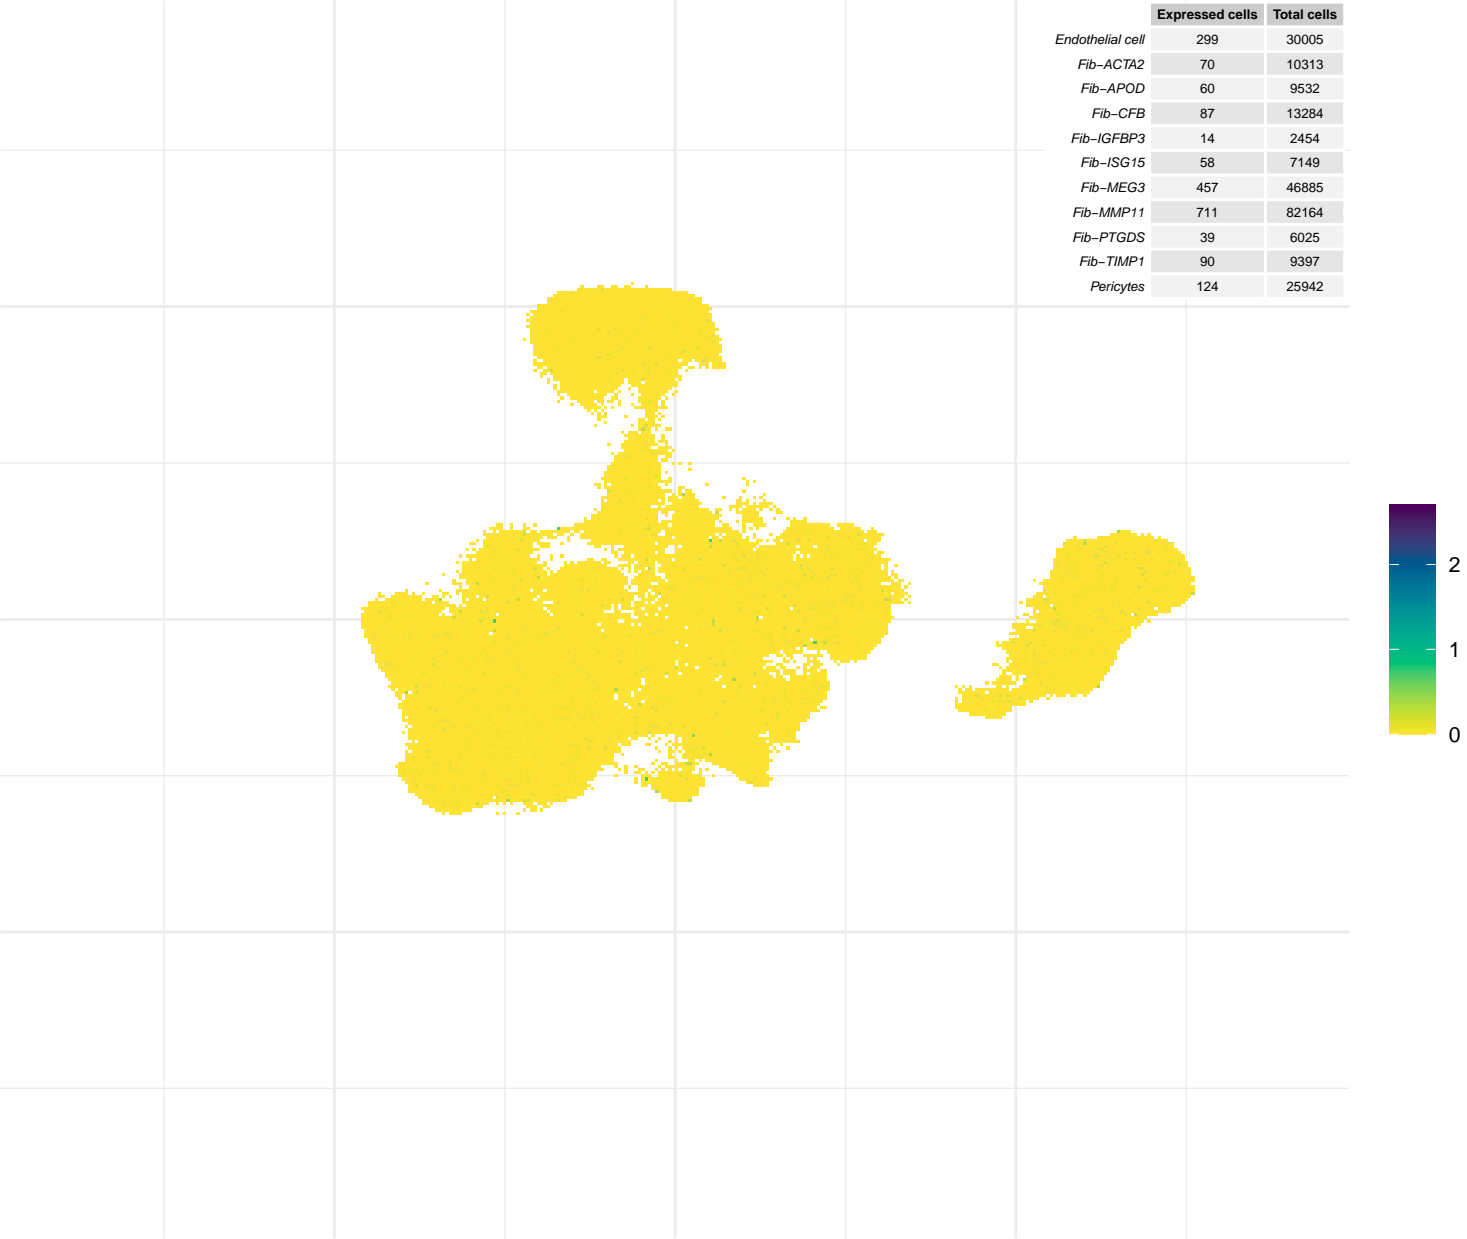 Expressed cells Total cells
Endothelial cell 299 30005
Fib−ACTA2 70 10313
Fib−APOD 60 9532
Fib−CFB 87 13284
Fib−IGFBP3 14 2454
Fib−ISG15 58 7149
Fib−MEG3 457 46885
Fib−MMP11 711 82164
Fib−PTGDS 39 6025
Fib−TIMP1 90 9397
Pericytes 124 25942
2
1
0